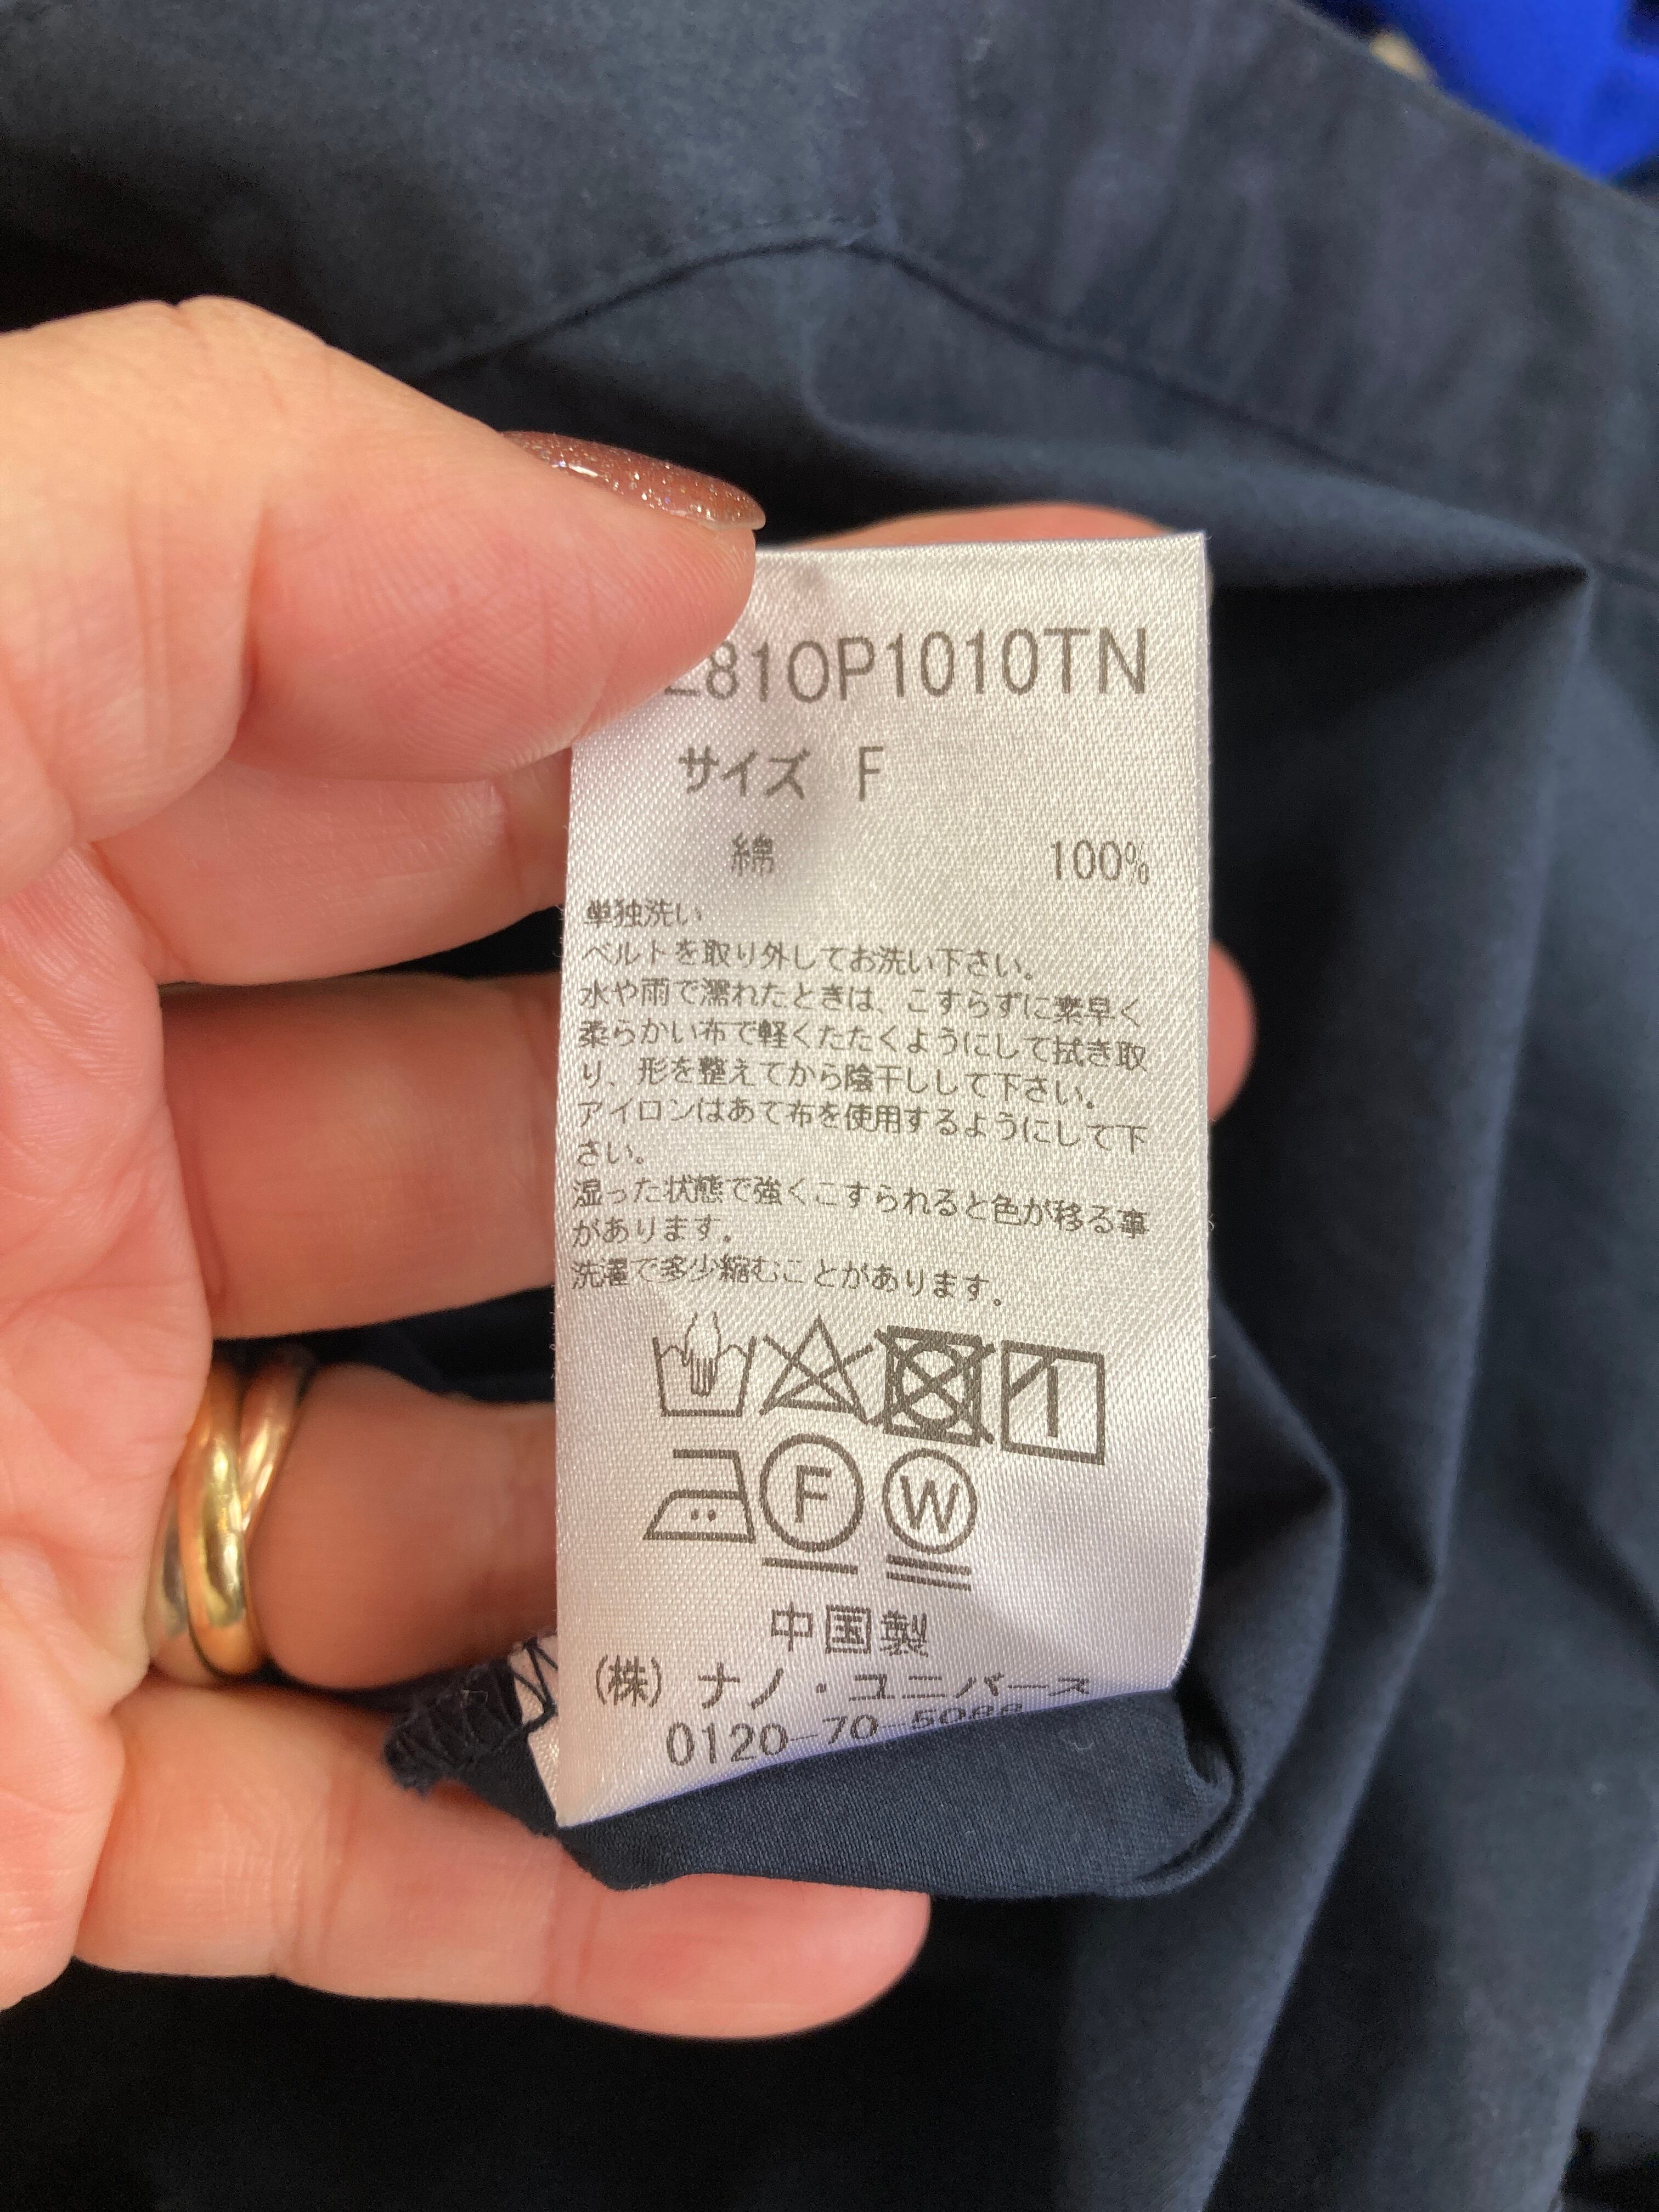 810P1010TN
サイズ F
綿 100%
単独洗い
ベルトを取り外してお洗い下さい。
水や雨で濡れたときは、こすらずに素早く
柔らかい布で軽くたたくようにして拭き取
り、形を整えてから陰干しして下さい。
アイロンはあて布を使用するようにして下
さい。
湿った状態で強くこすられると色が移る事
があります。
洗濯で多少縮むことがあります。
F W
中国製
(株) ナノ・ユニバース
0120-70-5088